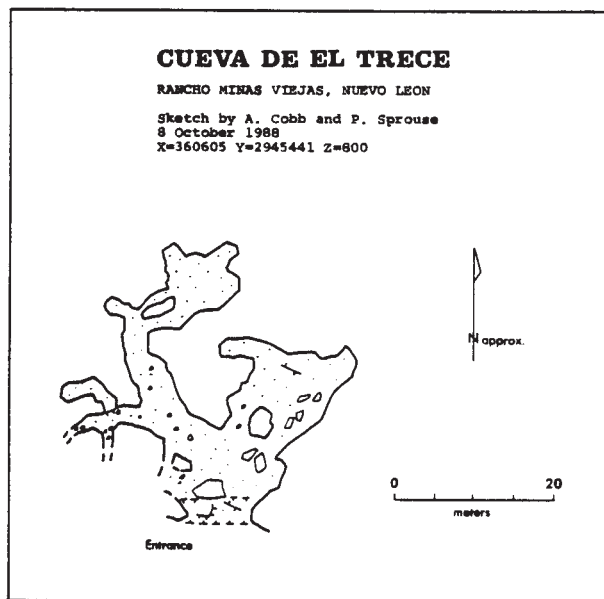 CUEVA DE EL TRECE
RANCHO MINAS VIEJAS, NUEVO LEON
Sketch by A. Cobb and P. Sprouse
8 October 1988
X=360605 Y=2945441 Z=800
N approx.
0 20
meters
Entrance